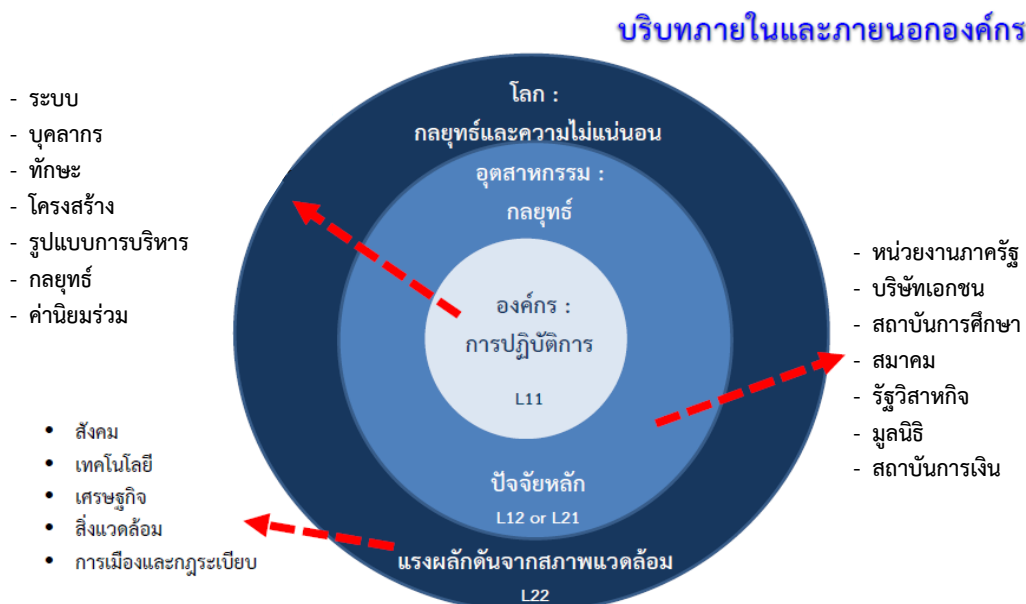 บริบทภายในและภายนอกองค์กร
- ระบบ
- บุคลากร
- ทักษะ
- โครงสร้าง
- รูปแบบการบริหาร
- กลยุทธ์
- ค่านิยมร่วม
โลก :
กลยุทธ์และความไม่แน่นอน
อุตสาหกรรม :
กลยุทธ์
องค์กร :
การปฏิบัติการ
L11
ปัจจัยหลัก
L12 or L21
แรงผลักดันจากสภาพแวดล้อม
L22
- หน่วยงานภาครัฐ
- บริษัทเอกชน
- สถาบันการศึกษา
- สมาคม
- รัฐวิสาหกิจ
- มูลนิธิ
- สถาบันการเงิน
• สังคม
• เทคโนโลยี
• เศรษฐกิจ
• สิ่งแวดล้อม
• การเมืองและกฎระเบียบ